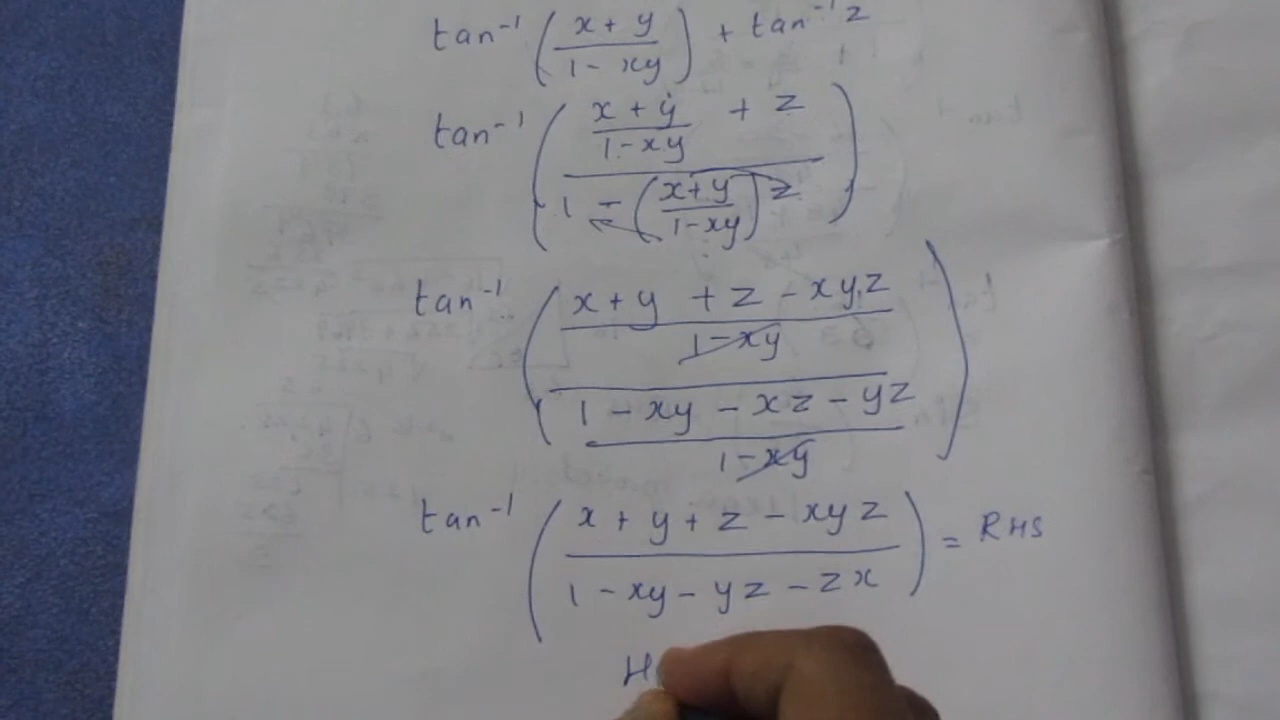 tan⁻¹ ( (x + y)/(1 - xy) ) + tan⁻¹ z
tan⁻¹ ( ( (x + y)/(1 - xy) + z ) / ( 1 - ( (x+y)/(1-xy) ) z ) )
tan⁻¹ ( ( (x + y + z - xyz)/(1-xy) ) / ( (1 - xy - xz - yz)/(1-xy) ) )
tan⁻¹ ( (x + y + z - xyz)/(1 - xy - yz - zx) ) = RHS
H